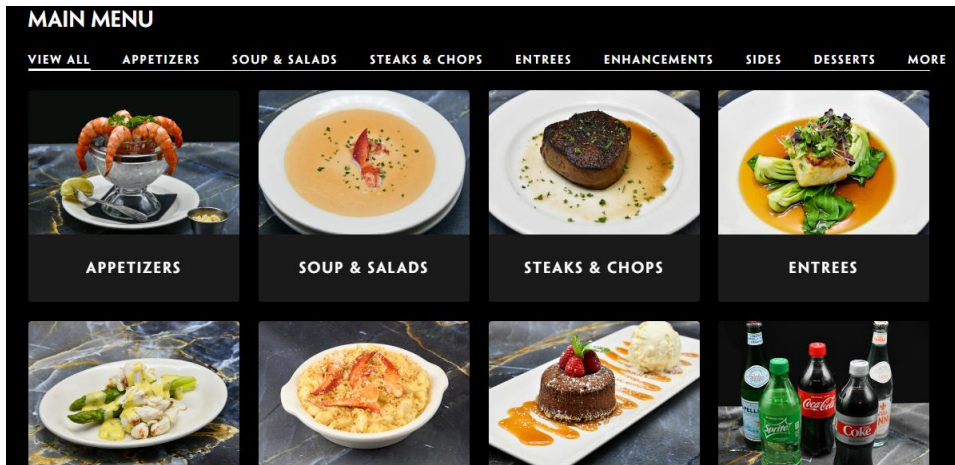 MAIN MENU
VIEW ALL APPETIZERS SOUP & SALADS STEAKS & CHOPS ENTREES ENHANCEMENTS SIDES DESSERTS MORE
APPETIZERS SOUP & SALADS STEAKS & CHOPS ENTREES
Sprite Coca-Cola Coke